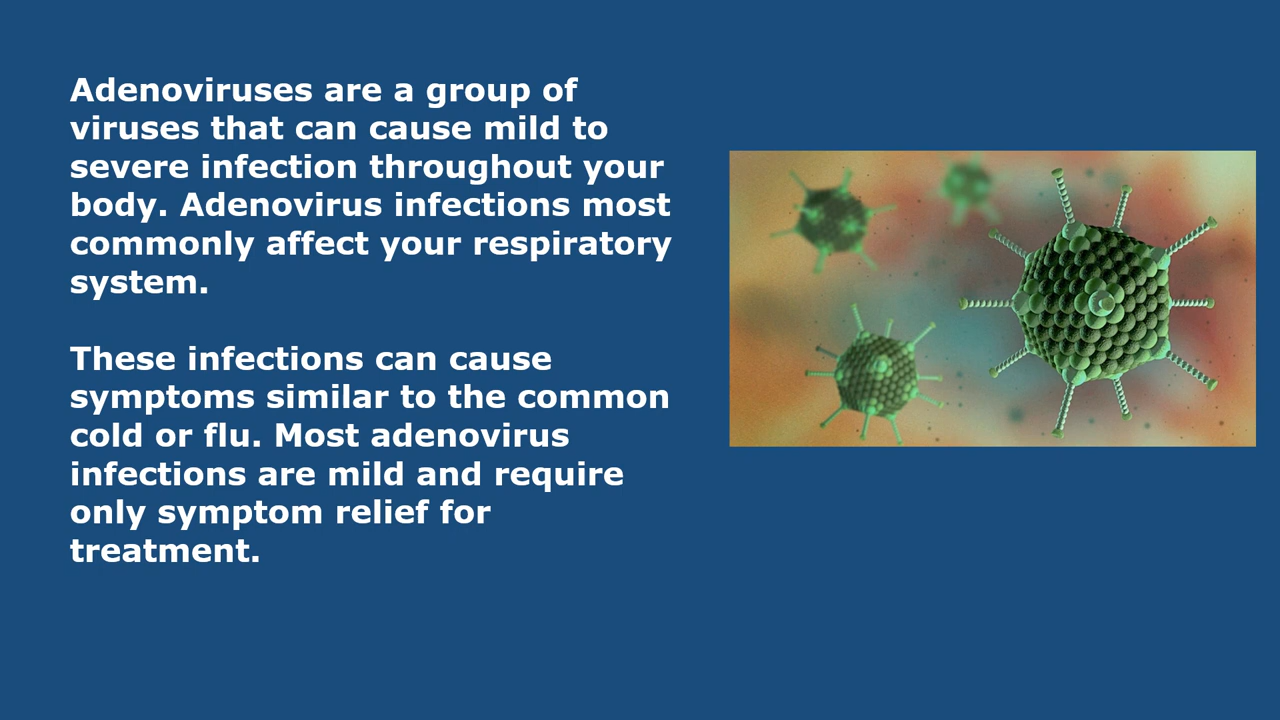 Adenoviruses are a group of
viruses that can cause mild to
severe infection throughout your
body. Adenovirus infections most
commonly affect your respiratory
system.
These infections can cause
symptoms similar to the common
cold or flu. Most adenovirus
infections are mild and require
only symptom relief for
treatment.